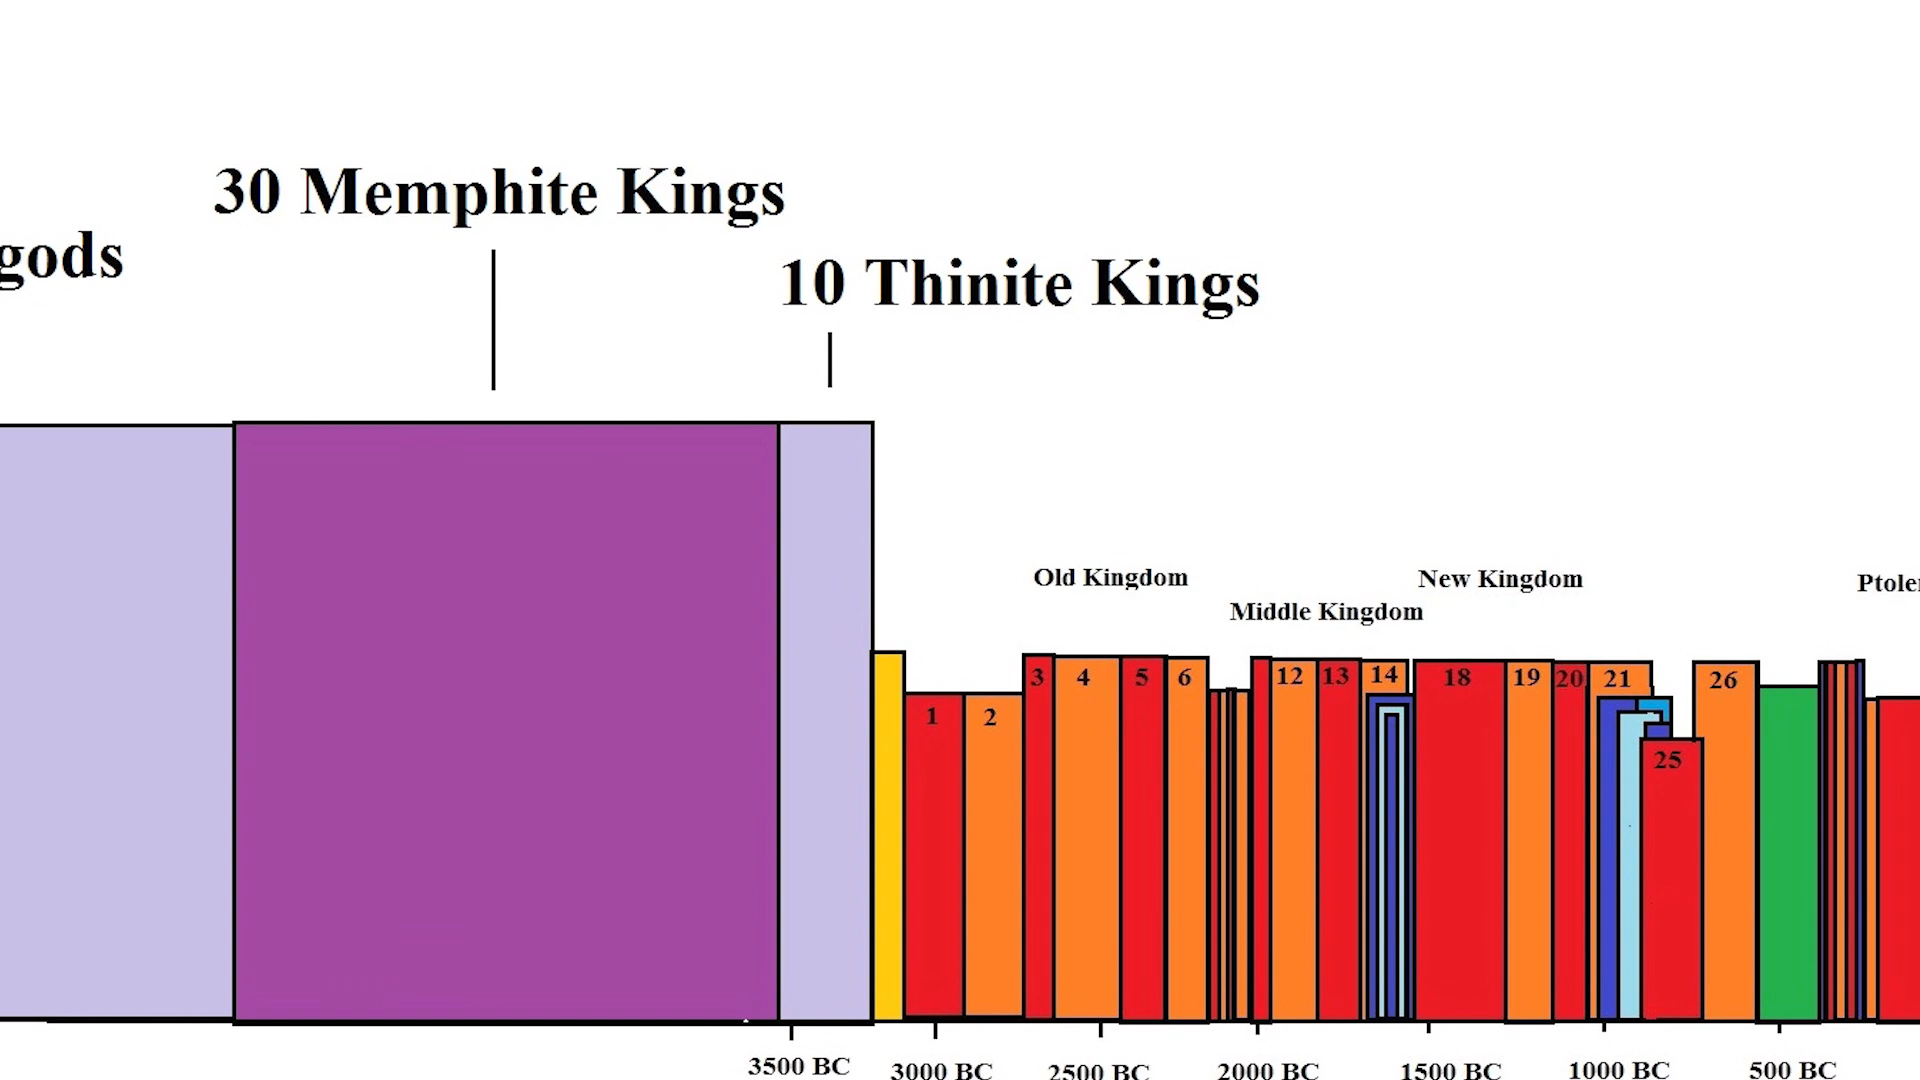 30 Memphite Kings
gods
10 Thinite Kings
Old Kingdom
New Kingdom
Middle Kingdom
1
2
3
4
5
6
12
13
14
18
19
20
21
25
26
3500 BC
3000 BC
2500 BC
2000 BC
1500 BC
1000 BC
500 BC